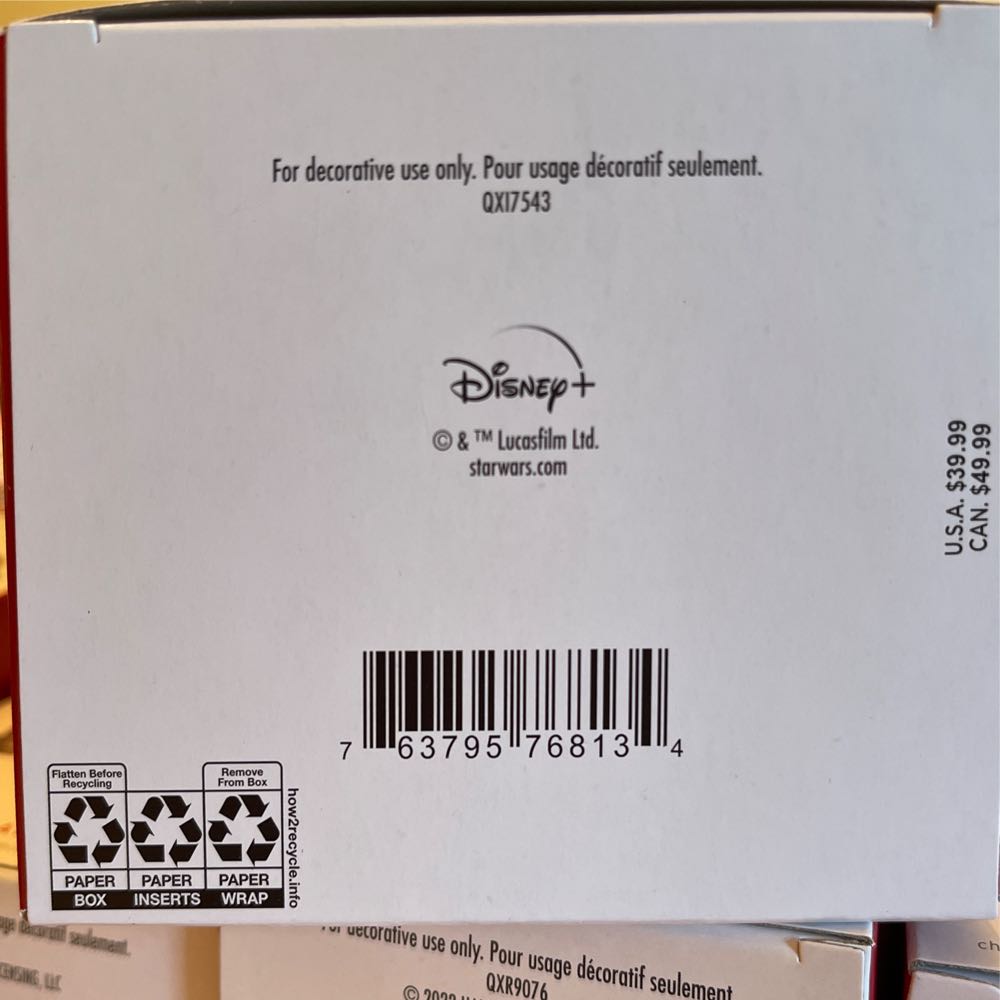 For decorative use only. Pour usage décoratif seulement.
QXI7543
Disney+
© & ™ Lucasfilm Ltd.
starwars.com
U.S.A. $39.99
CAN. $49.99
7 63795 76813 4
Flatten Before
Recycling
Remove
From Box
PAPER PAPER PAPER
BOX INSERTS WRAP
how2recycle.info
decorative use only. Pour usage décoratif seulement
QXR9076
seulement.